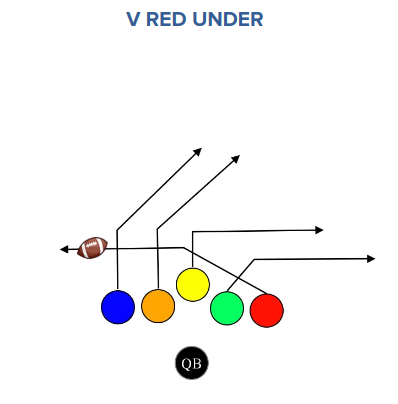 V RED UNDER
QB